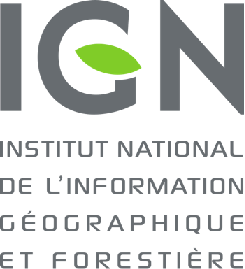 IGN
INSTITUT NATIONAL
DE L'INFORMATION
GÉOGRAPHIQUE
ET FORESTIÈRE